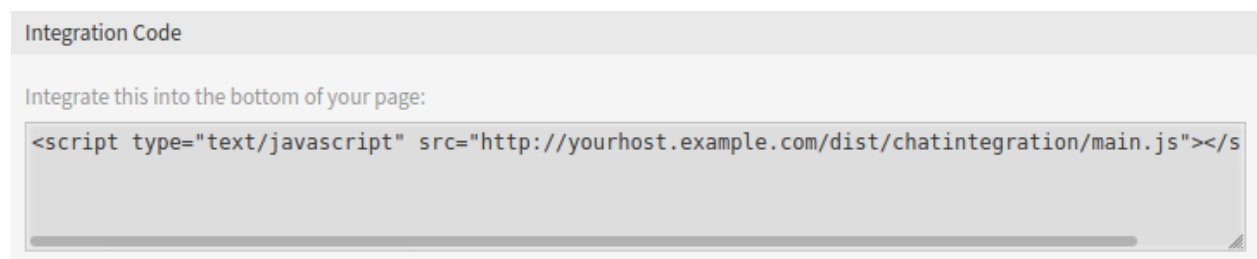 Integration Code
Integrate this into the bottom of your page:
<script type="text/javascript" src="http://yourhost.example.com/dist/chatintegration/main.js"></s